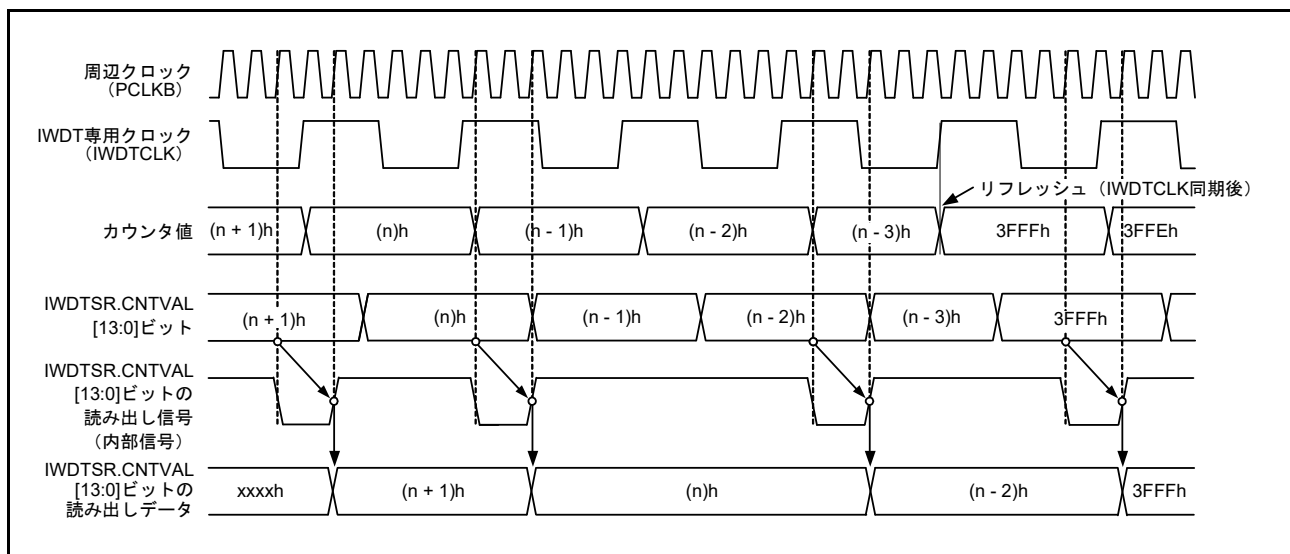 周辺クロック
（PCLKB）
IWDT専用クロック
（IWDTCLK）
リフレッシュ（IWDTCLK同期後）
カウンタ値
(n + 1)h
(n)h
(n - 1)h
(n - 2)h
(n - 3)h
3FFFh
3FFEh
IWDTSR.CNTVAL
[13:0]ビット
(n + 1)h
(n)h
(n - 1)h
(n - 2)h
(n - 3)h
3FFFh
IWDTSR.CNTVAL
[13:0]ビットの
読み出し信号
（内部信号）
IWDTSR.CNTVAL
[13:0]ビットの
読み出しデータ
xxxxh
(n + 1)h
(n)h
(n - 2)h
3FFFh